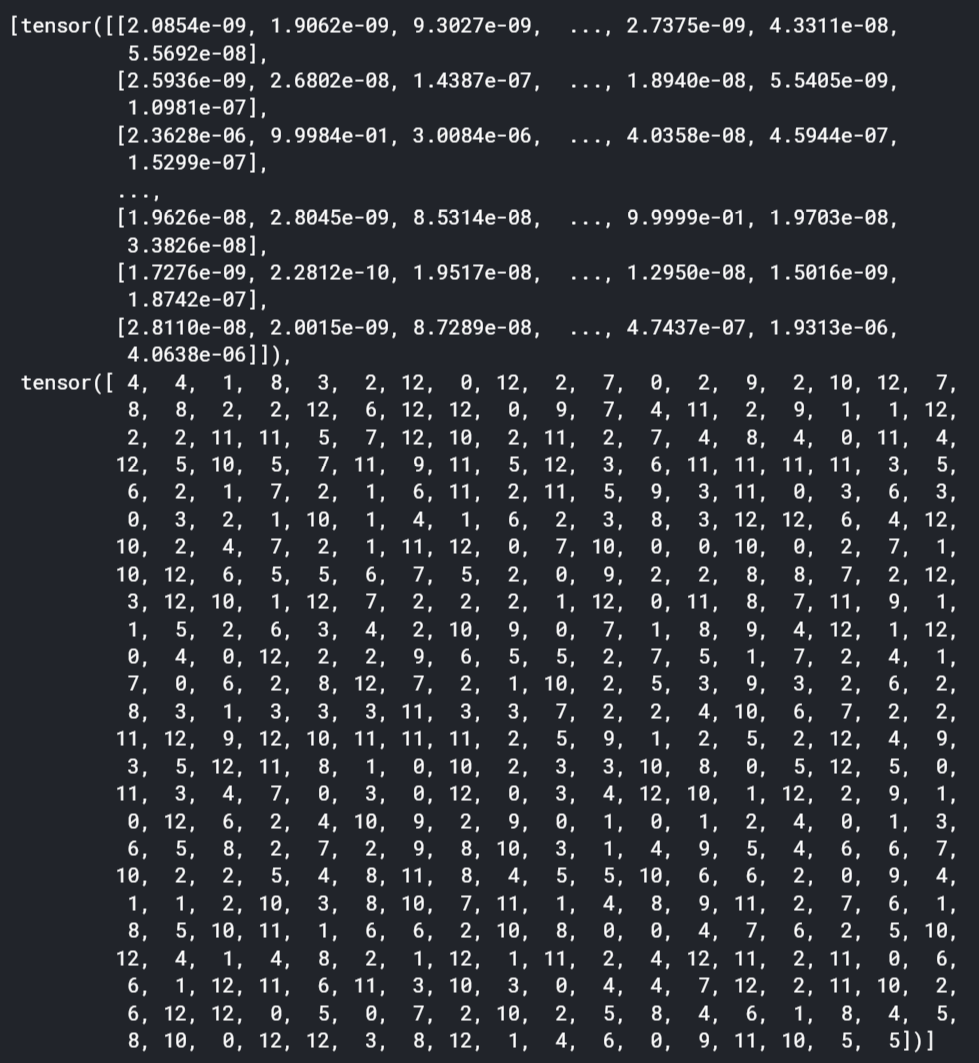 [tensor([[2.0854e-09, 1.9062e-09, 9.3027e-09,  ..., 2.7375e-09, 4.3311e-08,
5.5692e-08],
[2.5936e-09, 2.6802e-08, 1.4387e-07,  ..., 1.8940e-08, 5.5405e-09,
1.0981e-07],
[2.3628e-06, 9.9984e-01, 3.0084e-06,  ..., 4.0358e-08, 4.5944e-07,
1.5299e-07],
...,
[1.9626e-08, 2.8045e-09, 8.5314e-08,  ..., 9.9999e-01, 1.9703e-08,
3.3826e-08],
[1.7276e-09, 2.2812e-10, 1.9517e-08,  ..., 1.2950e-08, 1.5016e-09,
1.8742e-07],
[2.8110e-08, 2.0015e-09, 8.7289e-08,  ..., 4.7437e-07, 1.9313e-06,
4.0638e-06]]),
tensor([ 4,  4,  1,  8,  3,  2, 12,  0, 12,  2,  7,  0,  2,  9,  2, 10, 12,  7,
8,  8,  2,  2, 12,  6, 12, 12,  0,  9,  7,  4, 11,  2,  9,  1,  1, 12,
2,  2, 11, 11,  5,  7, 12, 10,  2, 11,  2,  7,  4,  8,  4,  0, 11,  4,
12,  5, 10,  5,  7, 11,  9, 11,  5, 12,  3,  6, 11, 11, 11, 11,  3,  5,
6,  2,  1,  7,  2,  1,  6, 11,  2, 11,  5,  9,  3, 11,  0,  3,  6,  3,
0,  3,  2,  1, 10,  1,  4,  1,  6,  2,  3,  8,  3, 12, 12,  6,  4, 12,
10,  2,  4,  7,  2,  1, 11, 12,  0,  7, 10,  0,  0, 10,  0,  2,  7,  1,
10, 12,  6,  5,  5,  6,  7,  5,  2,  0,  9,  2,  2,  8,  8,  7,  2, 12,
3, 12, 10,  1, 12,  7,  2,  2,  2,  1, 12,  0, 11,  8,  7, 11,  9,  1,
1,  5,  2,  6,  3,  4,  2, 10,  9,  0,  7,  1,  8,  9,  4, 12,  1, 12,
0,  4,  0, 12,  2,  2,  9,  6,  5,  5,  2,  7,  5,  1,  7,  2,  4,  1,
7,  0,  6,  2,  8, 12,  7,  2,  1, 10,  2,  5,  3,  9,  3,  2,  6,  2,
8,  3,  1,  3,  3,  3, 11,  3,  3,  7,  2,  2,  4, 10,  6,  7,  2,  2,
11, 12,  9, 12, 10, 11, 11, 11,  2,  5,  9,  1,  2,  5,  2, 12,  4,  9,
3,  5, 12, 11,  8,  1,  0, 10,  2,  3,  3, 10,  8,  0,  5, 12,  5,  0,
11,  3,  4,  7,  0,  3,  0, 12,  0,  3,  4, 12, 10,  1, 12,  2,  9,  1,
0, 12,  6,  2,  4, 10,  9,  2,  9,  0,  1,  0,  1,  2,  4,  0,  1,  3,
6,  5,  8,  2,  7,  2,  9,  8, 10,  3,  1,  4,  9,  5,  4,  6,  6,  7,
10,  2,  2,  5,  4,  8, 11,  8,  4,  5,  5, 10,  6,  6,  2,  0,  9,  4,
1,  1,  2, 10,  3,  8, 10,  7, 11,  1,  4,  8,  9, 11,  2,  7,  6,  1,
8,  5, 10, 11,  1,  6,  6,  2, 10,  8,  0,  0,  4,  7,  6,  2,  5, 10,
12,  4,  1,  4,  8,  2,  1, 12,  1, 11,  2,  4, 12, 11,  2, 11,  0,  6,
6,  1, 12, 11,  6, 11,  3, 10,  3,  0,  4,  4,  7, 12,  2, 11, 10,  2,
6, 12, 12,  0,  5,  0,  7,  2, 10,  2,  5,  8,  4,  6,  1,  8,  4,  5,
8, 10,  0, 12, 12,  3,  8, 12,  1,  4,  6,  0,  9, 11, 10,  5,  5])]